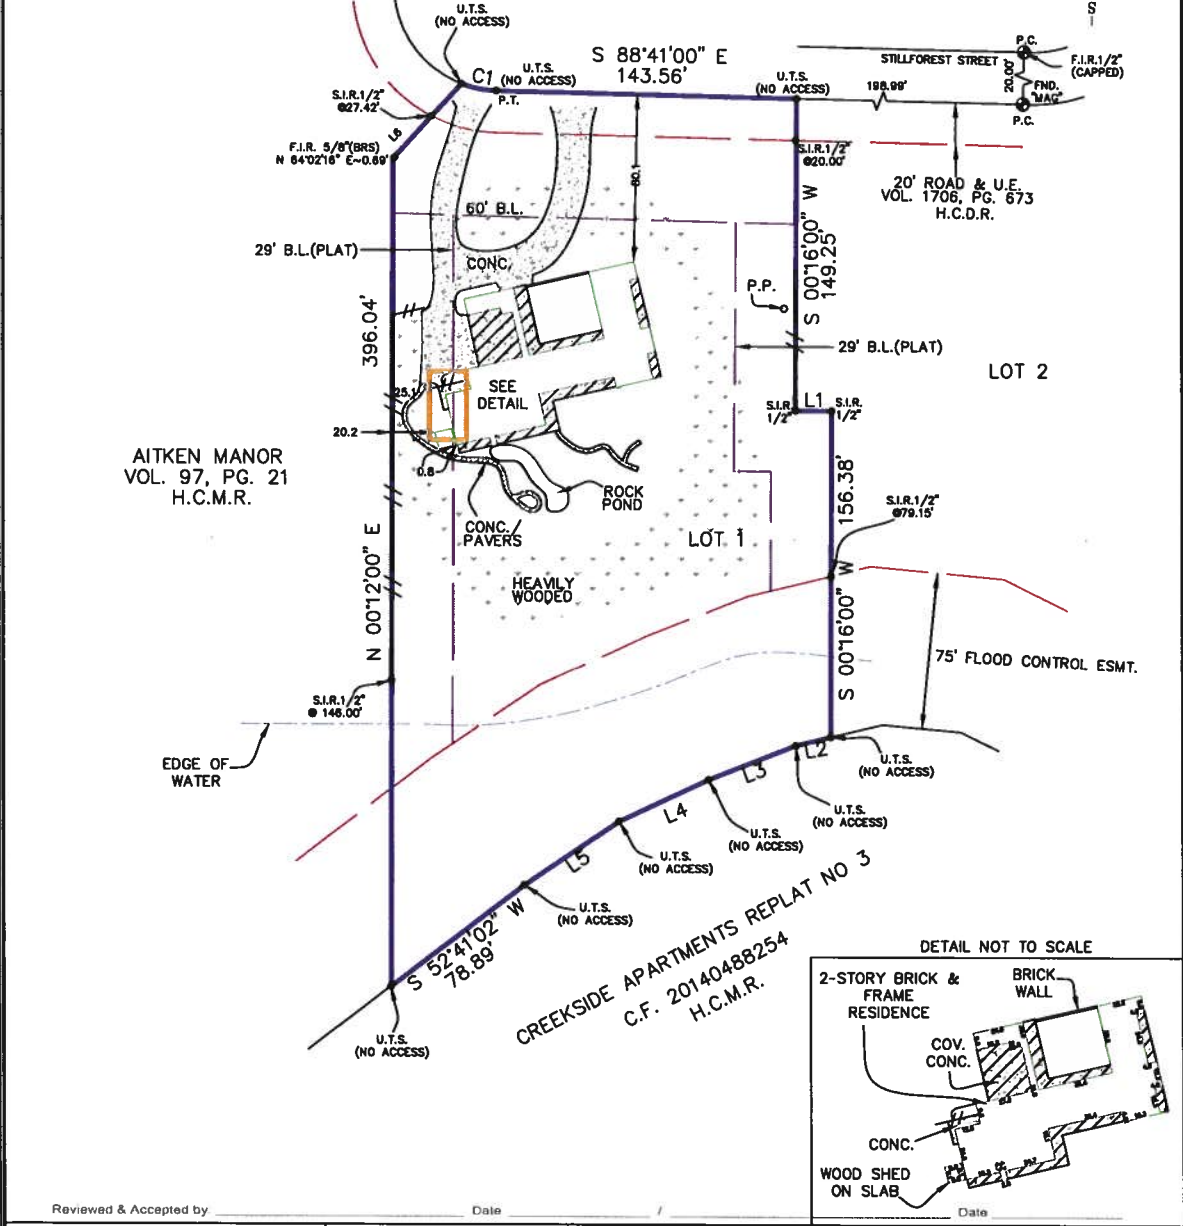 S
U.T.S.
(NO ACCESS)
C1
U.T.S.
(NO ACCESS)
P.T.
S 88°41'00" E
143.56'
U.T.S.
(NO ACCESS)
198.99'
STILLFOREST STREET
P.C.
20.00'
F.I.R.1/2"
(CAPPED)
FND.
"MAG"
P.C.
S.I.R.1/2"
@27.42'
L6
F.I.R. 5/8"(BRS)
N 64°02'16" E~0.69'
S.I.R.1/2"
@20.00'
20' ROAD & U.E.
VOL. 1706, PG. 673
H.C.D.R.
60' B.L.
80.1
29' B.L.(PLAT)
CONC.
S 00°16'00" W
149.25'
P.P.
29' B.L.(PLAT)
LOT 2
396.04'
N 00°12'00" E
25.1
SEE
DETAIL
20.2
0.8
S.I.R.
1/2"
L1
S.I.R.
1/2"
AITKEN MANOR
VOL. 97, PG. 21
H.C.M.R.
ROCK
POND
CONC.
PAVERS
LOT 1
156.38'
S 00°16'00" W
S.I.R.1/2"
@79.15'
HEAVILY
WOODED
75' FLOOD CONTROL ESMT.
S.I.R.1/2"
@ 146.00'
EDGE OF
WATER
L2
U.T.S.
(NO ACCESS)
L3
U.T.S.
(NO ACCESS)
L4
U.T.S.
(NO ACCESS)
L5
U.T.S.
(NO ACCESS)
U.T.S.
(NO ACCESS)
S 52°41'02" W
78.89'
U.T.S.
(NO ACCESS)
CREEKSIDE APARTMENTS REPLAT NO 3
C.F. 20140488254
H.C.M.R.
DETAIL NOT TO SCALE
2-STORY BRICK &
FRAME
RESIDENCE
BRICK
WALL
COV.
CONC.
CONC.
WOOD SHED
ON SLAB
Reviewed & Accepted by Date / Date